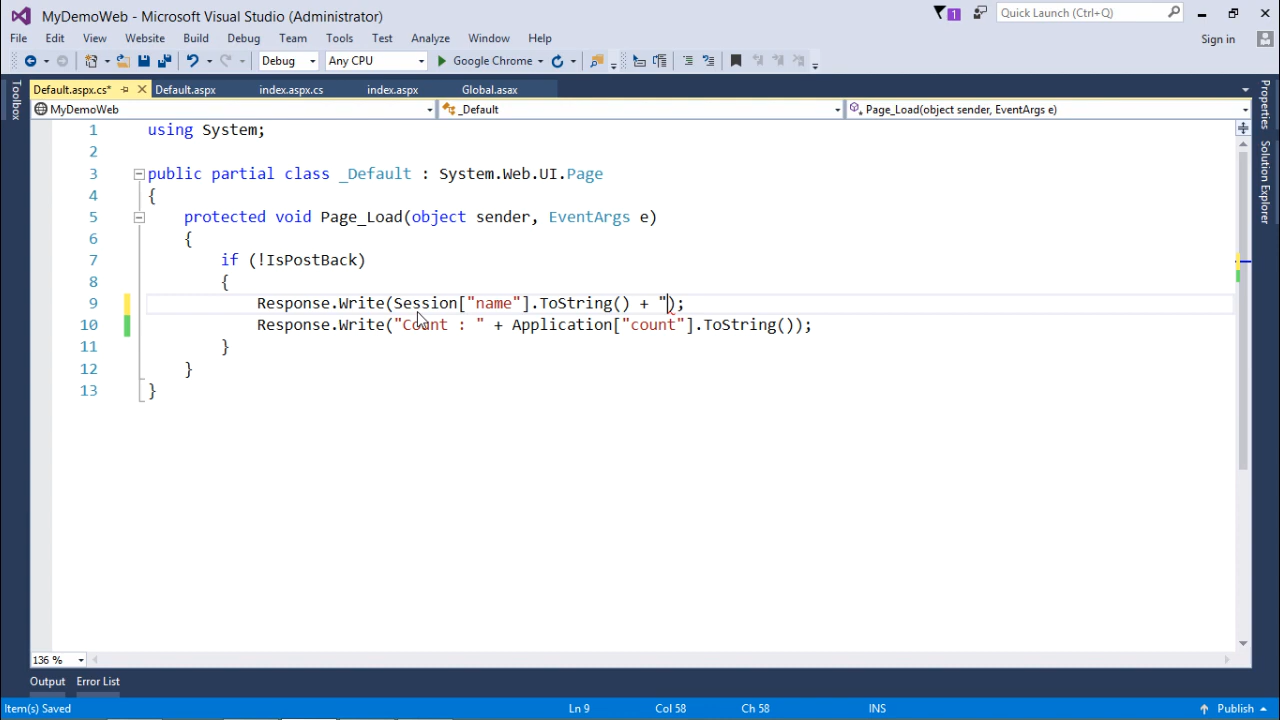 MyDemoWeb - Microsoft Visual Studio (Administrator)
1
Quick Launch (Ctrl+Q)
File Edit View Website Build Debug Team Tools Test Analyze Window Help
Sign in
Debug Any CPU Google Chrome
Toolbox
Default.aspx.cs* Default.aspx index.aspx.cs index.aspx Global.asax
MyDemoWeb _Default Page_Load(object sender, EventArgs e)
Properties
Solution Explorer
1 using System;
2
3 public partial class _Default : System.Web.UI.Page
4 {
5 protected void Page_Load(object sender, EventArgs e)
6 {
7 if (!IsPostBack)
8 {
9 Response.Write(Session["name"].ToString() + ");
10 Response.Write("Count : " + Application["count"].ToString());
11 }
12 }
13 }
136 %
Output Error List
Item(s) Saved Ln 9 Col 58 Ch 58 INS Publish